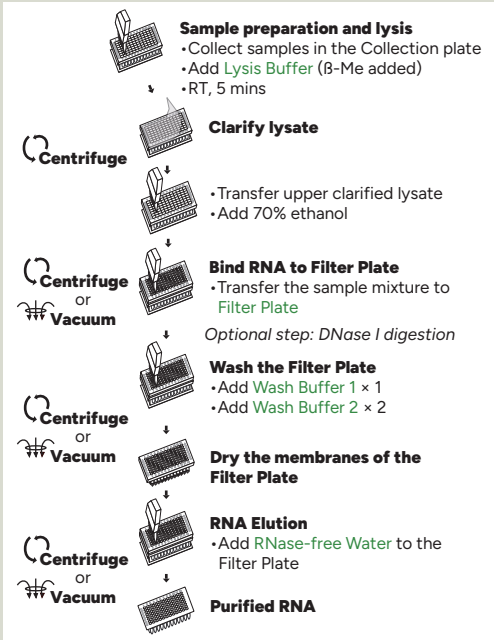 Sample preparation and lysis
•Collect samples in the Collection plate
•Add Lysis Buffer (ß-Me added)
•RT, 5 mins
Clarify lysate
Centrifuge
•Transfer upper clarified lysate
•Add 70% ethanol
Centrifuge
or
Vacuum
Bind RNA to Filter Plate
•Transfer the sample mixture to
Filter Plate
Optional step: DNase I digestion
Wash the Filter Plate
•Add Wash Buffer 1 × 1
•Add Wash Buffer 2 × 2
Centrifuge
or
Vacuum
Dry the membranes of the
Filter Plate
RNA Elution
•Add RNase-free Water to the
Filter Plate
Centrifuge
or
Vacuum
Purified RNA